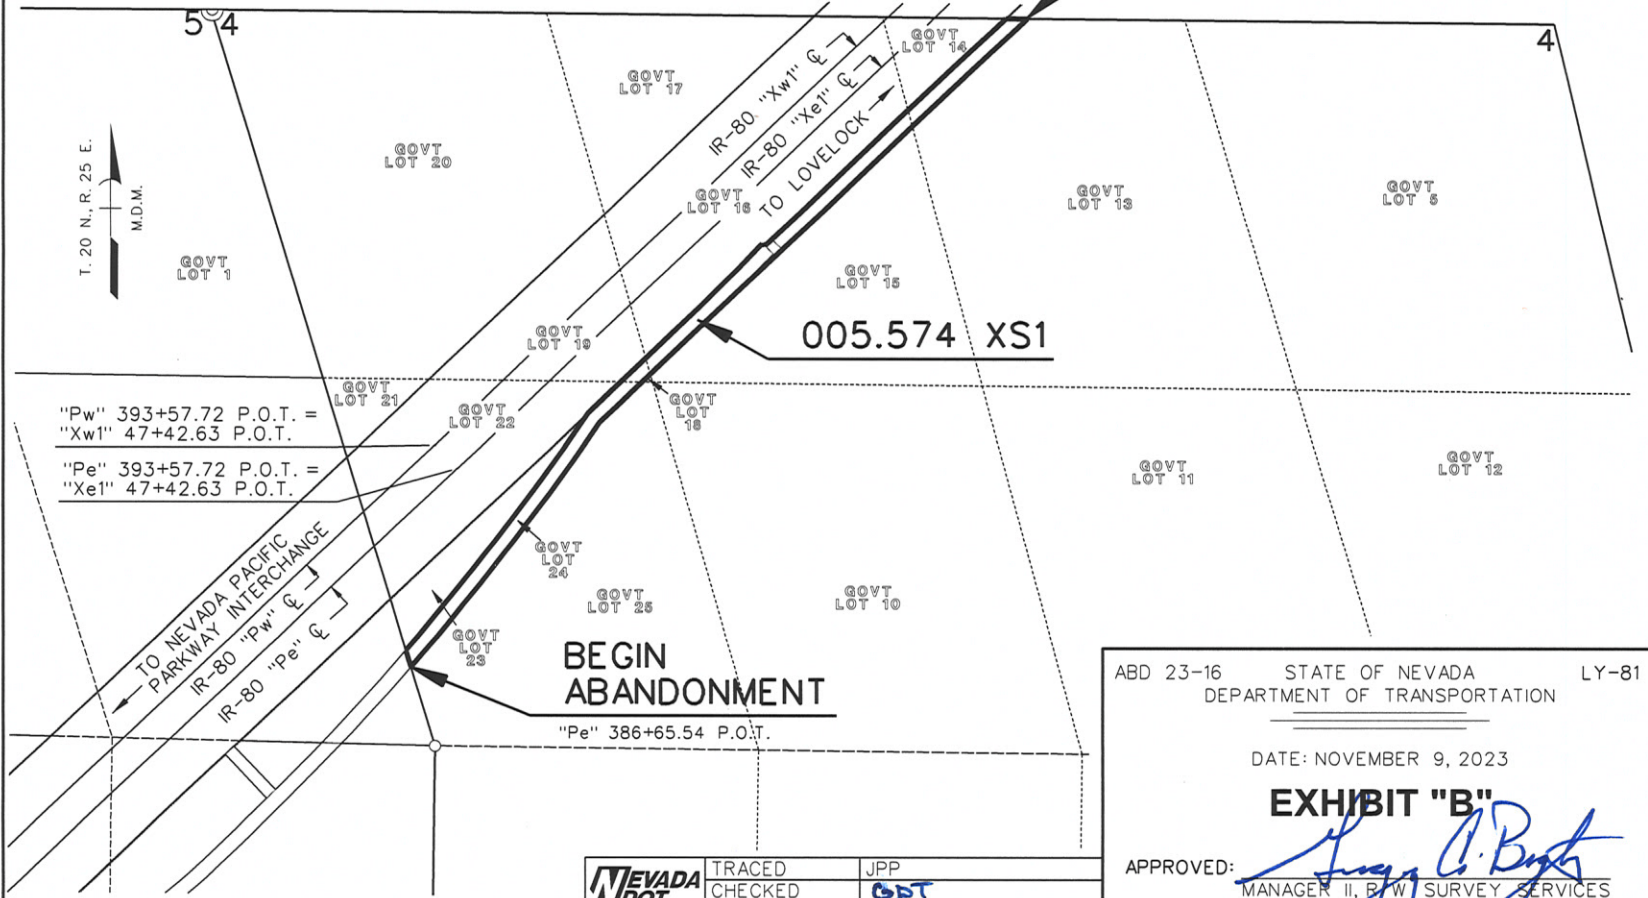 5 4
4
T. 20 N., R. 25 E.
M.D.M.
GOVT
LOT 17
GOVT
LOT 14
GOVT
LOT 20
IR-80 "Xw1" ℄
IR-80 "Xe1" ℄
TO LOVELOCK
GOVT
LOT 16
GOVT
LOT 13
GOVT
LOT 5
GOVT
LOT 1
GOVT
LOT 15
GOVT
LOT 19
005.574 XS1
GOVT
LOT 21
GOVT
LOT 22
GOVT
LOT
18
"Pw" 393+57.72 P.O.T. =
"Xw1" 47+42.63 P.O.T.
"Pe" 393+57.72 P.O.T. =
"Xe1" 47+42.63 P.O.T.
GOVT
LOT 11
GOVT
LOT 12
TO NEVADA PACIFIC
PARKWAY INTERCHANGE
IR-80 "Pw" ℄
IR-80 "Pe" ℄
GOVT
LOT
24
GOVT
LOT 25
GOVT
LOT 10
GOVT
LOT
23
BEGIN
ABANDONMENT
"Pe" 386+65.54 P.O.T.
ABD 23-16 STATE OF NEVADA LY-81
DEPARTMENT OF TRANSPORTATION
DATE: NOVEMBER 9, 2023
EXHIBIT "B"
APPROVED:
MANAGER II, R/W SURVEY SERVICES
NEVADA
DOT
TRACED JPP
CHECKED